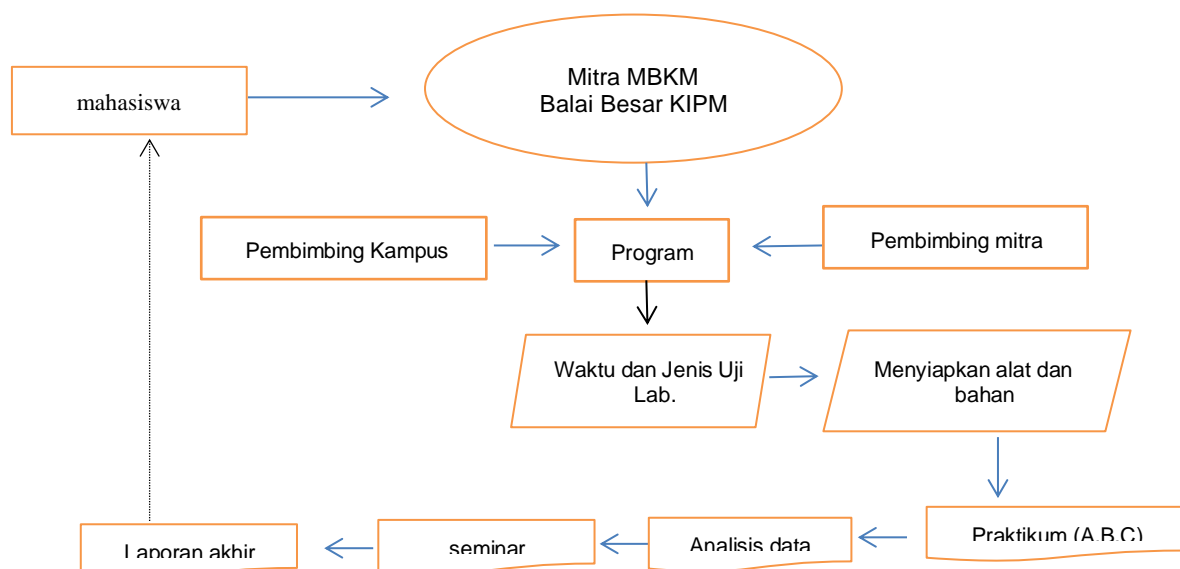 mahasiswa
Mitra MBKM
Balai Besar KIPM
Pembimbing Kampus
Program
Pembimbing mitra
Waktu dan Jenis Uji
Lab.
Menyiapkan alat dan
bahan
Laporan akhir
seminar
Analisis data
Praktikum (A.B.C)